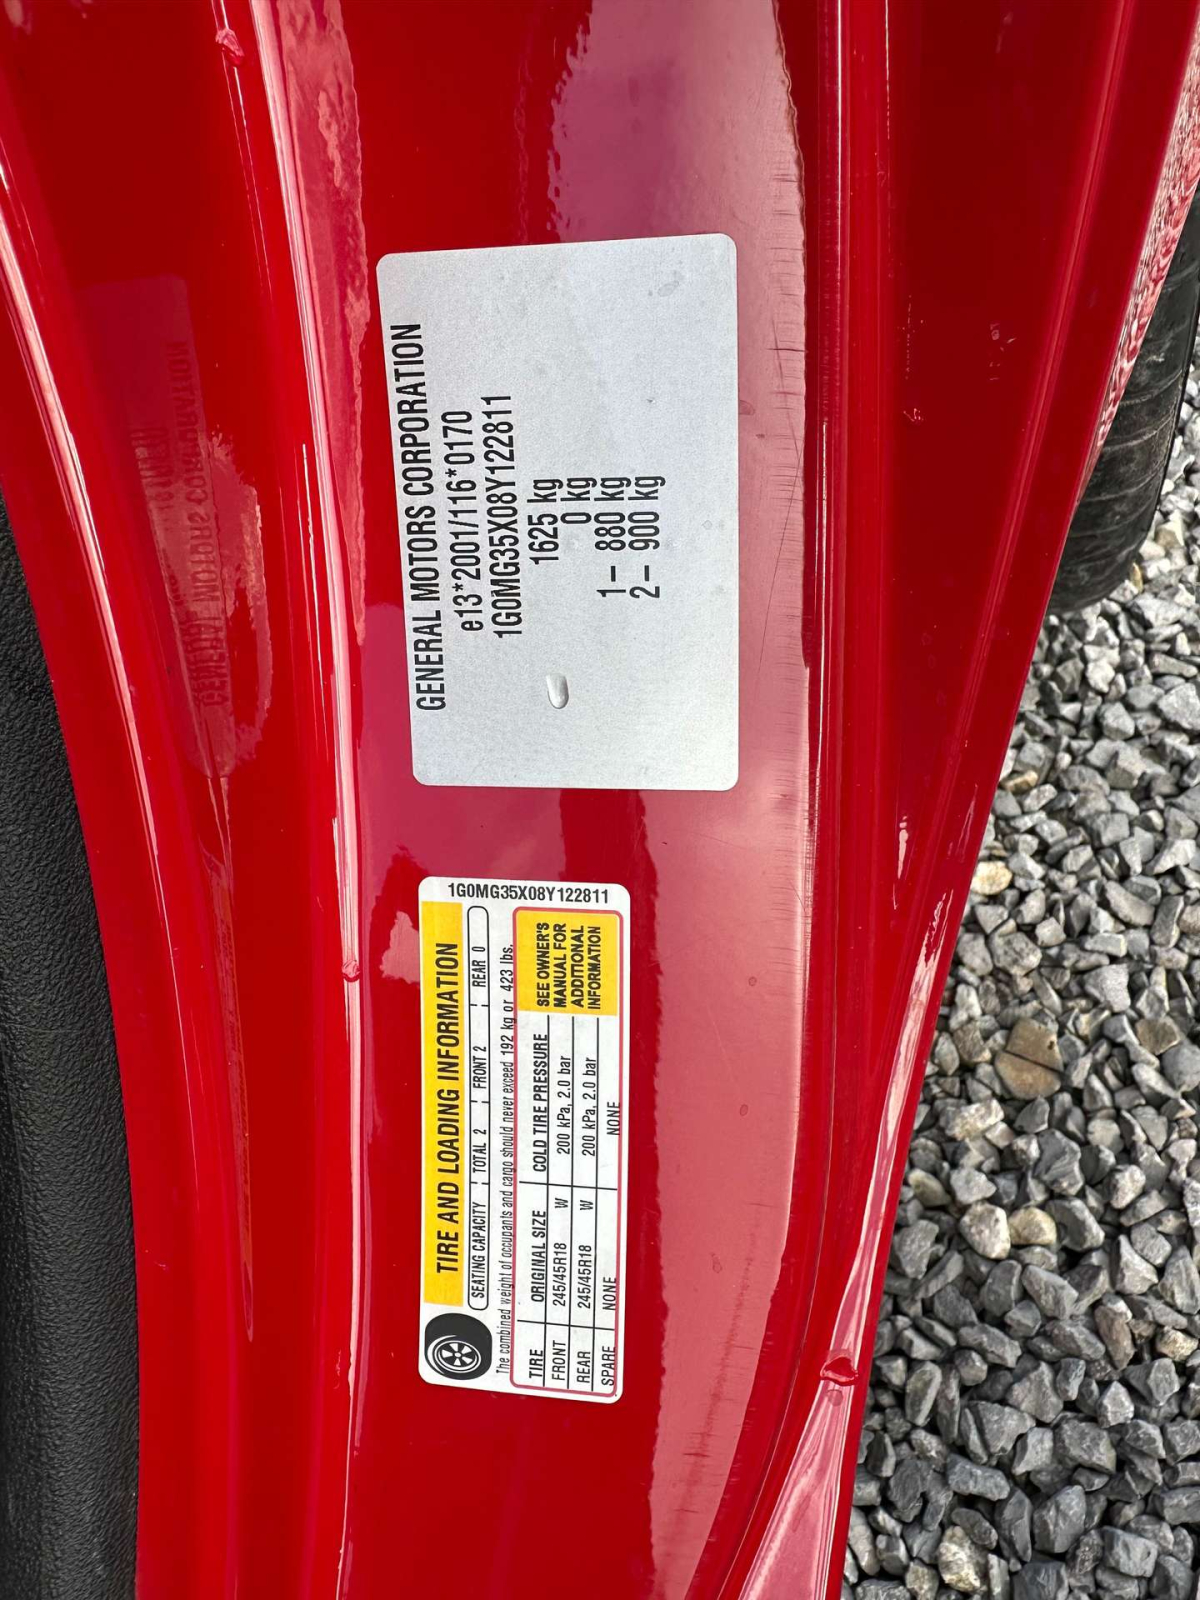 GENERAL MOTORS CORPORATION
e13*2001/116*0170
1G0MG35X08Y122811
1625 kg
0 kg
1– 880 kg
2– 900 kg
1G0MG35X08Y122811
TIRE AND LOADING INFORMATION
SEATING CAPACITY TOTAL 2 FRONT 2 REAR 0
The combined weight of occupants and cargo should never exceed 192 kg or 423 lbs.
TIRE ORIGINAL SIZE COLD TIRE PRESSURE
FRONT 245/45R18 W 200 kPa, 2.0 bar
REAR 245/45R18 W 200 kPa, 2.0 bar
SPARE NONE NONE
SEE OWNER'S
MANUAL FOR
ADDITIONAL
INFORMATION